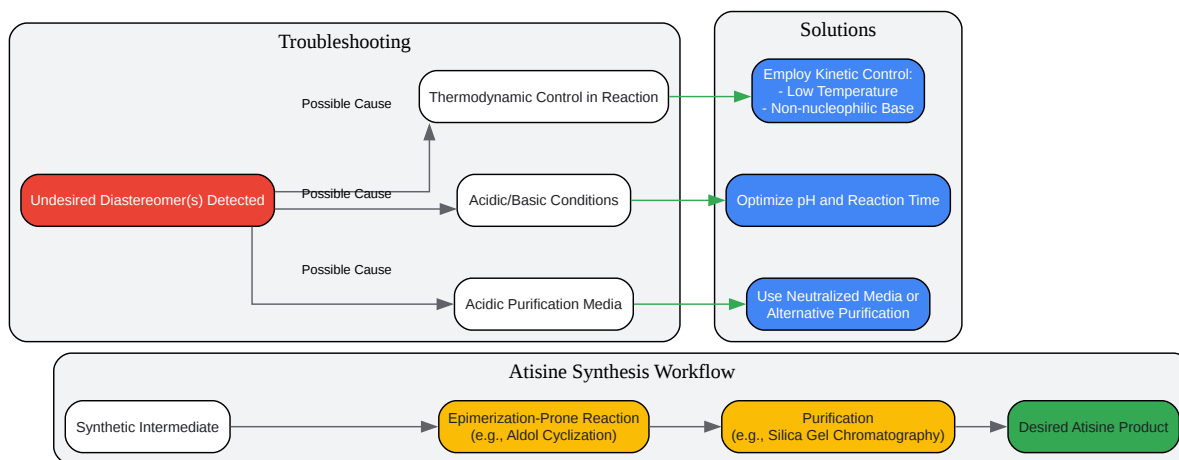 Troubleshooting
Solutions
Possible Cause
Thermodynamic Control in Reaction
Employ Kinetic Control:
- Low Temperature
- Non-nucleophilic Base
Undesired Diastereomer(s) Detected
Possible Cause
Acidic/Basic Conditions
Optimize pH and Reaction Time
Possible Cause
Acidic Purification Media
Use Neutralized Media or
Alternative Purification
Atisine Synthesis Workflow
Synthetic Intermediate
Epimerization-Prone Reaction
(e.g., Aldol Cyclization)
Purification
(e.g., Silica Gel Chromatography)
Desired Atisine Product